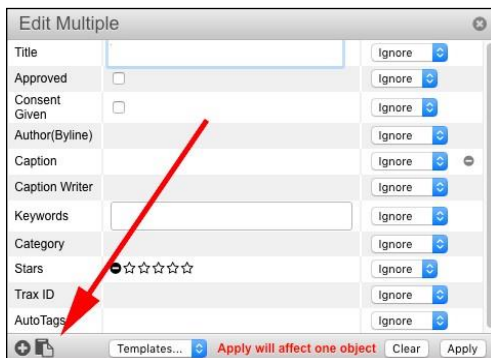 Edit Multiple
Title Ignore
Approved Ignore
Consent Given Ignore
Author(Byline) Ignore
Caption Ignore
Caption Writer Ignore
Keywords Ignore
Category Ignore
Stars Ignore
Trax ID Ignore
AutoTags Ignore
Templates... Apply will affect one object Clear Apply